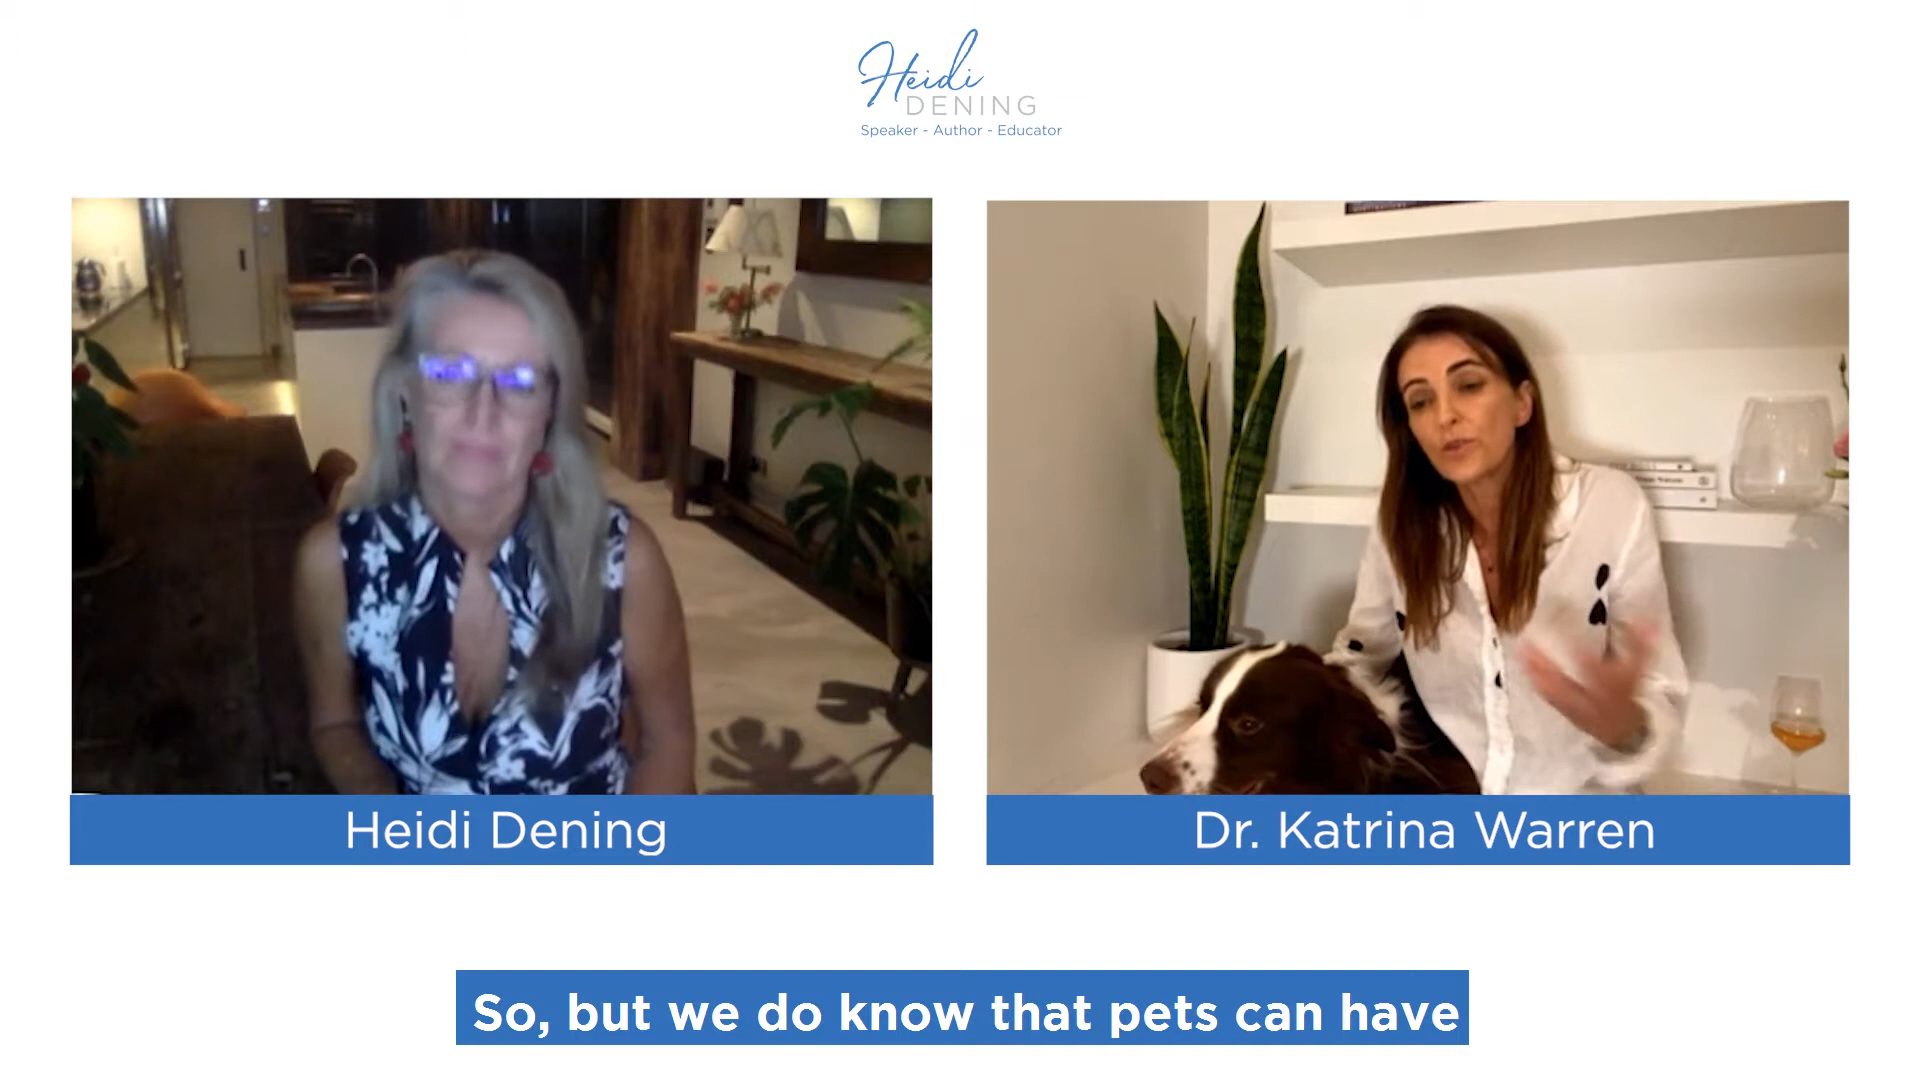 Heidi
DENING
Speaker - Author - Educator
Heidi Dening
Dr. Katrina Warren
So, but we do know that pets can have